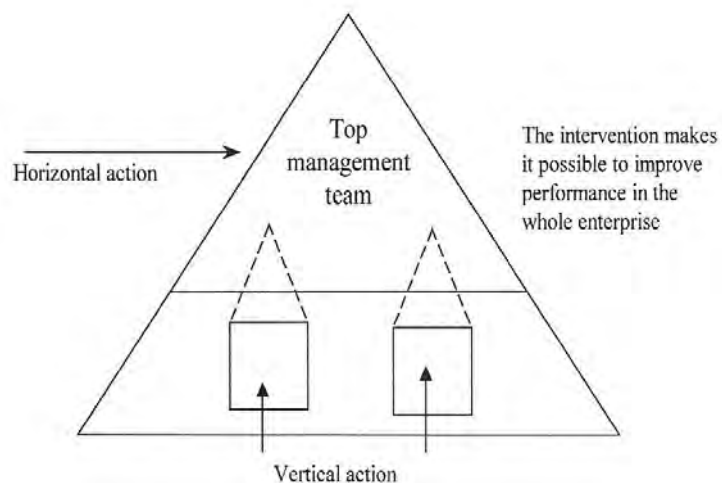 Top
management
team
Horizontal action
The intervention makes
it possible to improve
performance in the
whole enterprise
Vertical action